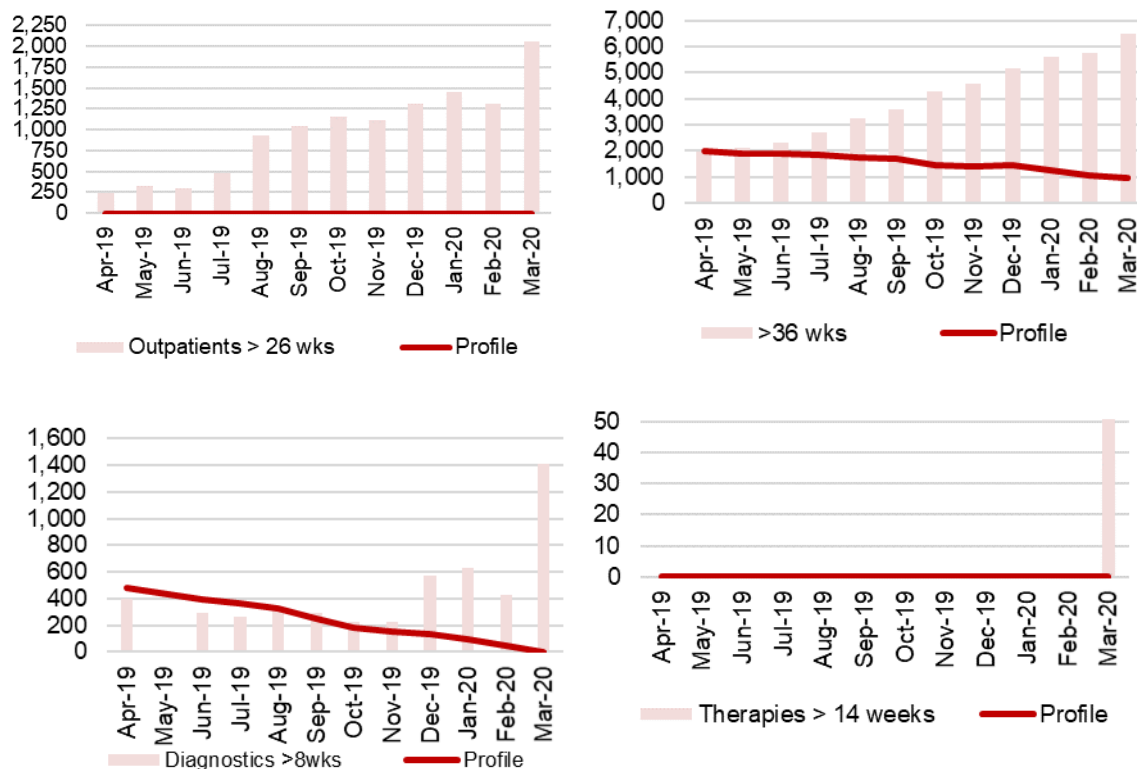 2,250
2,000
1,750
1,500
1,250
1,000
750
500
250
0
Apr-19
May-19
Jun-19
Jul-19
Aug-19
Sep-19
Oct-19
Nov-19
Dec-19
Jan-20
Feb-20
Mar-20
Outpatients > 26 wks
Profile
7,000
6,000
5,000
4,000
3,000
2,000
1,000
0
Apr-19
May-19
Jun-19
Jul-19
Aug-19
Sep-19
Oct-19
Nov-19
Dec-19
Jan-20
Feb-20
Mar-20
>36 wks
Profile
1,600
1,400
1,200
1,000
800
600
400
200
0
Apr-19
May-19
Jun-19
Jul-19
Aug-19
Sep-19
Oct-19
Nov-19
Dec-19
Jan-20
Feb-20
Mar-20
Diagnostics >8wks
Profile
50
40
30
20
10
0
Apr-19
May-19
Jun-19
Jul-19
Aug-19
Sep-19
Oct-19
Nov-19
Dec-19
Jan-20
Feb-20
Mar-20
Therapies > 14 weeks
Profile